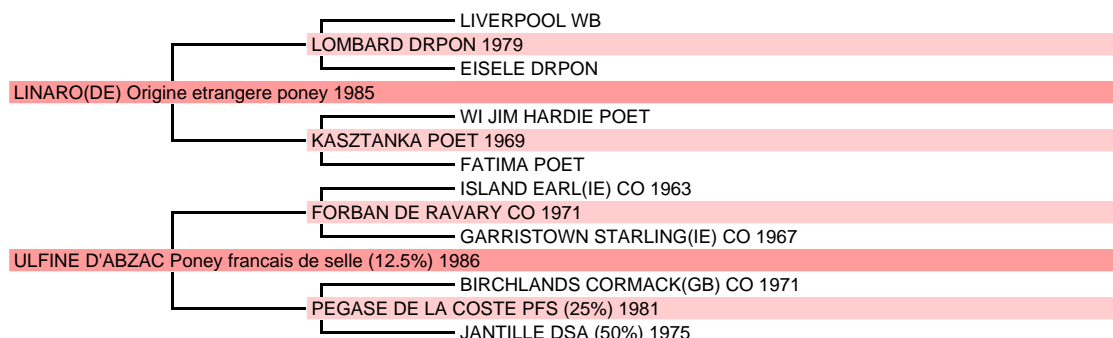 LIVERPOOL WB
LOMBARD DRPON 1979
EISELE DRPON
LINARO(DE) Origine etrangere poney 1985
WI JIM HARDIE POET
KASZTANKA POET 1969
FATIMA POET
ISLAND EARL(IE) CO 1963
FORBAN DE RAVARY CO 1971
GARRISTOWN STARLING(IE) CO 1967
ULFINE D'ABZAC Poney francais de selle (12.5%) 1986
BIRCHLANDS CORMACK(GB) CO 1971
PEGASE DE LA COSTE PFS (25%) 1981
JANTILLE DSA (50%) 1975